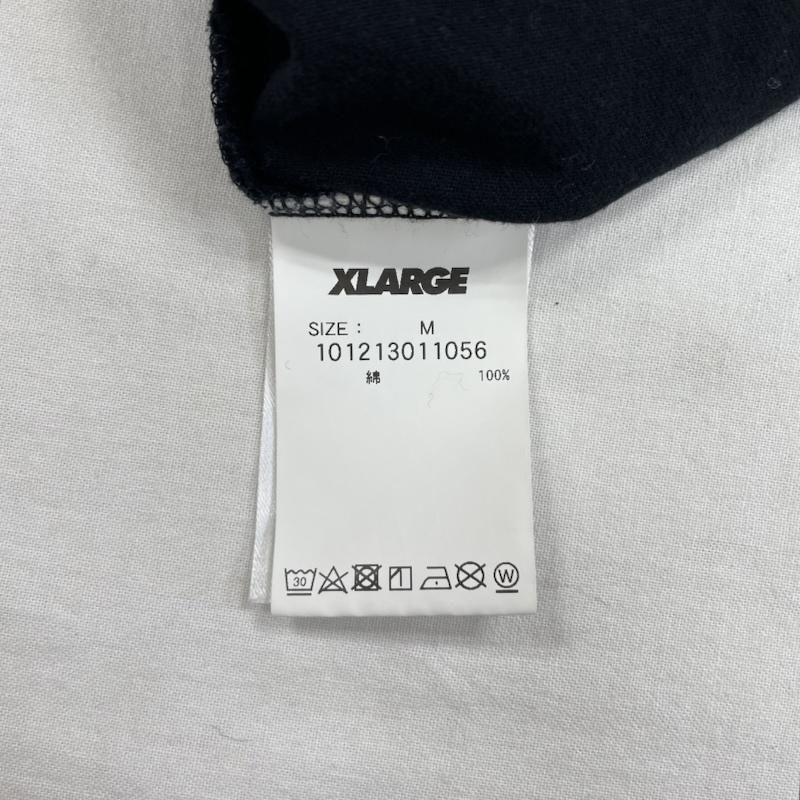 XLARGE
SIZE : M
101213011056
綿 100%
30 W